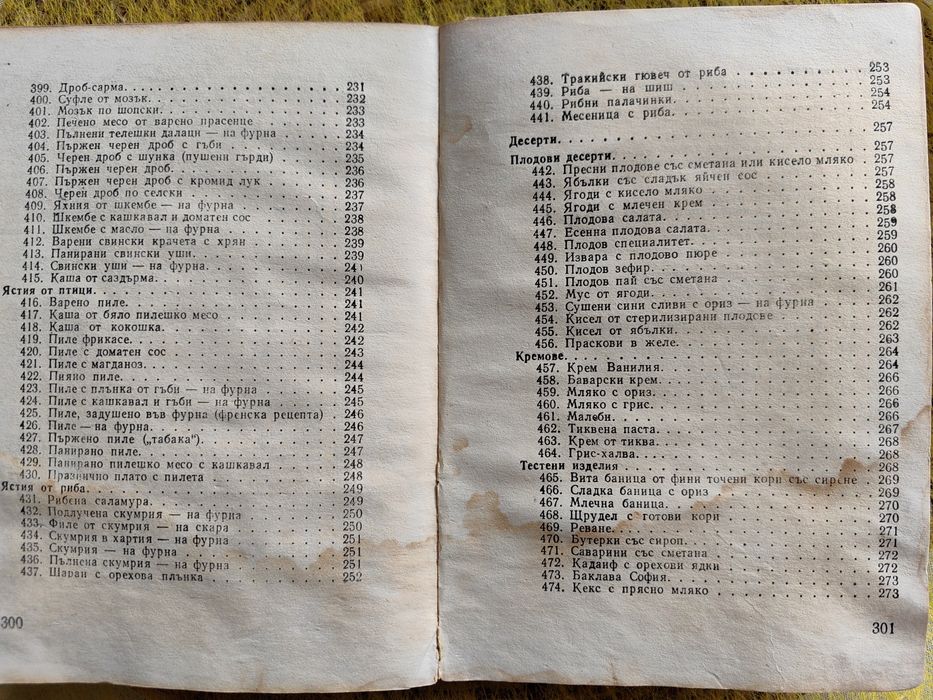 399. Дроб-сарма. 231
400. Суфле от мозък. 232
401. Мозък по шопски. 233
402. Печено месо от варено прасенце 233
403. Пълнени телешки далаци — на фурна 234
404. Пържен черен дроб с гъби 234
405. Черен дроб с шунка (пушени гърди) 235
406. Пържен черен дроб. 236
407. Пържен черен дроб с кромид лук 236
408. Черен дроб по селски 237
409. Яхния от шкембе — на фурна 237
410. Шкембе с кашкавал и доматен сос 238
411. Шкембе с масло — на фурна 238
412. Варени свински крачета с хрян 239
413. Панирани свински уши. 239
414. Свински уши — на фурна. 241
415. Каша от саздърма. 240
Ястия от птици. 241
416. Варено пиле. 241
417. Каша от бяло пилешко месо 241
418. Каша от кокошка. 242
419. Пиле фрикасе. 242
420. Пиле с доматен сос 243
421. Пиле с магданоз. 244
422. Пияно пиле. 244
423. Пиле с плънка от гъби — на фурна 245
424. Пиле с кашкавал и гъби — на фурна 245
425. Пиле, задушено във фурна (френска рецепта) 246
426. Пиле — на фурна. 246
427. Пържено пиле („табака“). 247
428. Панирано пиле. 247
429. Панирано пилешко месо с кашкавал 248
430. Празнично плато с пилета 248
Ястия от риба. 249
431. Рибена саламура. 249
432. Подлучена скумрия — на фурна 250
433. Филе от скумрия — на скара 250
434. Скумрия в хартия — на фурна 251
435. Скумрия — на фурна 251
436. Пълнена скумрия — на фурна 251
437. Шаран с орехова плънка 252
300
438. Тракийски гювеч от риба 253
439. Риба — на шиш 253
440. Рибни палачинки. 254
441. Месеница с риба. 254
Десерти. 257
Плодови десерти. 257
442. Пресни плодове със сметана или кисело мляко 257
443. Ябълки със сладък яйчен сос 257
444. Ягоди с кисело мляко 258
445. Ягоди с млечен крем 258
446. Плодова салата. 258
447. Есенна плодова салата. 259
448. Плодов специалитет. 259
449. Извара с плодово пюре 260
450. Плодов зефир. 260
451. Плодов пай със сметана 260
452. Мус от ягоди. 261
453. Сушени сини сливи с ориз — на фурна 262
454. Кисел от стерилизирани плодове 262
455. Кисел от ябълки. 262
456. Праскови в желе. 263
Кремове. 264
457. Крем Ванилия. 264
458. Баварски крем. 266
459. Мляко с ориз. 266
460. Мляко с грис. 266
461. Малеби. 266
462. Тиквена паста. 267
463. Крем от тиква. 268
464. Грис-халва. 268
Тестени изделия 268
465. Вита баница от фини точени кори със сирене 269
466. Сладка баница с ориз 269
467. Млечна баница. 270
468. Щрудел с готови кори 270
469. Реване. 271
470. Бутерки със сироп. 271
471. Саварини със сметана 272
472. Кадаиф с орехови ядки 272
473. Баклава София. 273
474. Кекс с прясно мляко 273
301